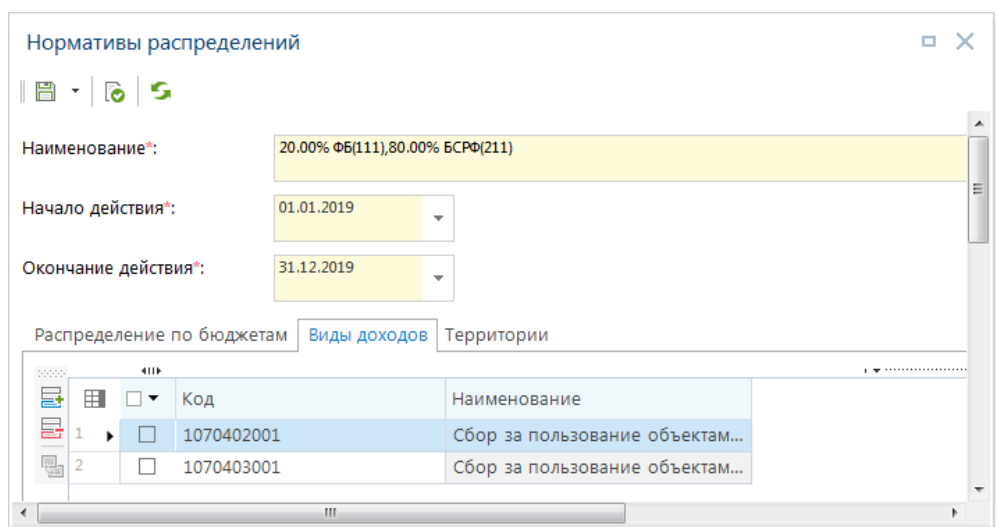 Нормативы распределений
Наименование*:
20.00% ФБ(111),80.00% БСРФ(211)
Начало действия*:
01.01.2019
Окончание действия*:
31.12.2019
Распределение по бюджетам Виды доходов Территории
Код Наименование
1 1070402001 Сбор за пользование объектам...
2 1070403001 Сбор за пользование объектам...